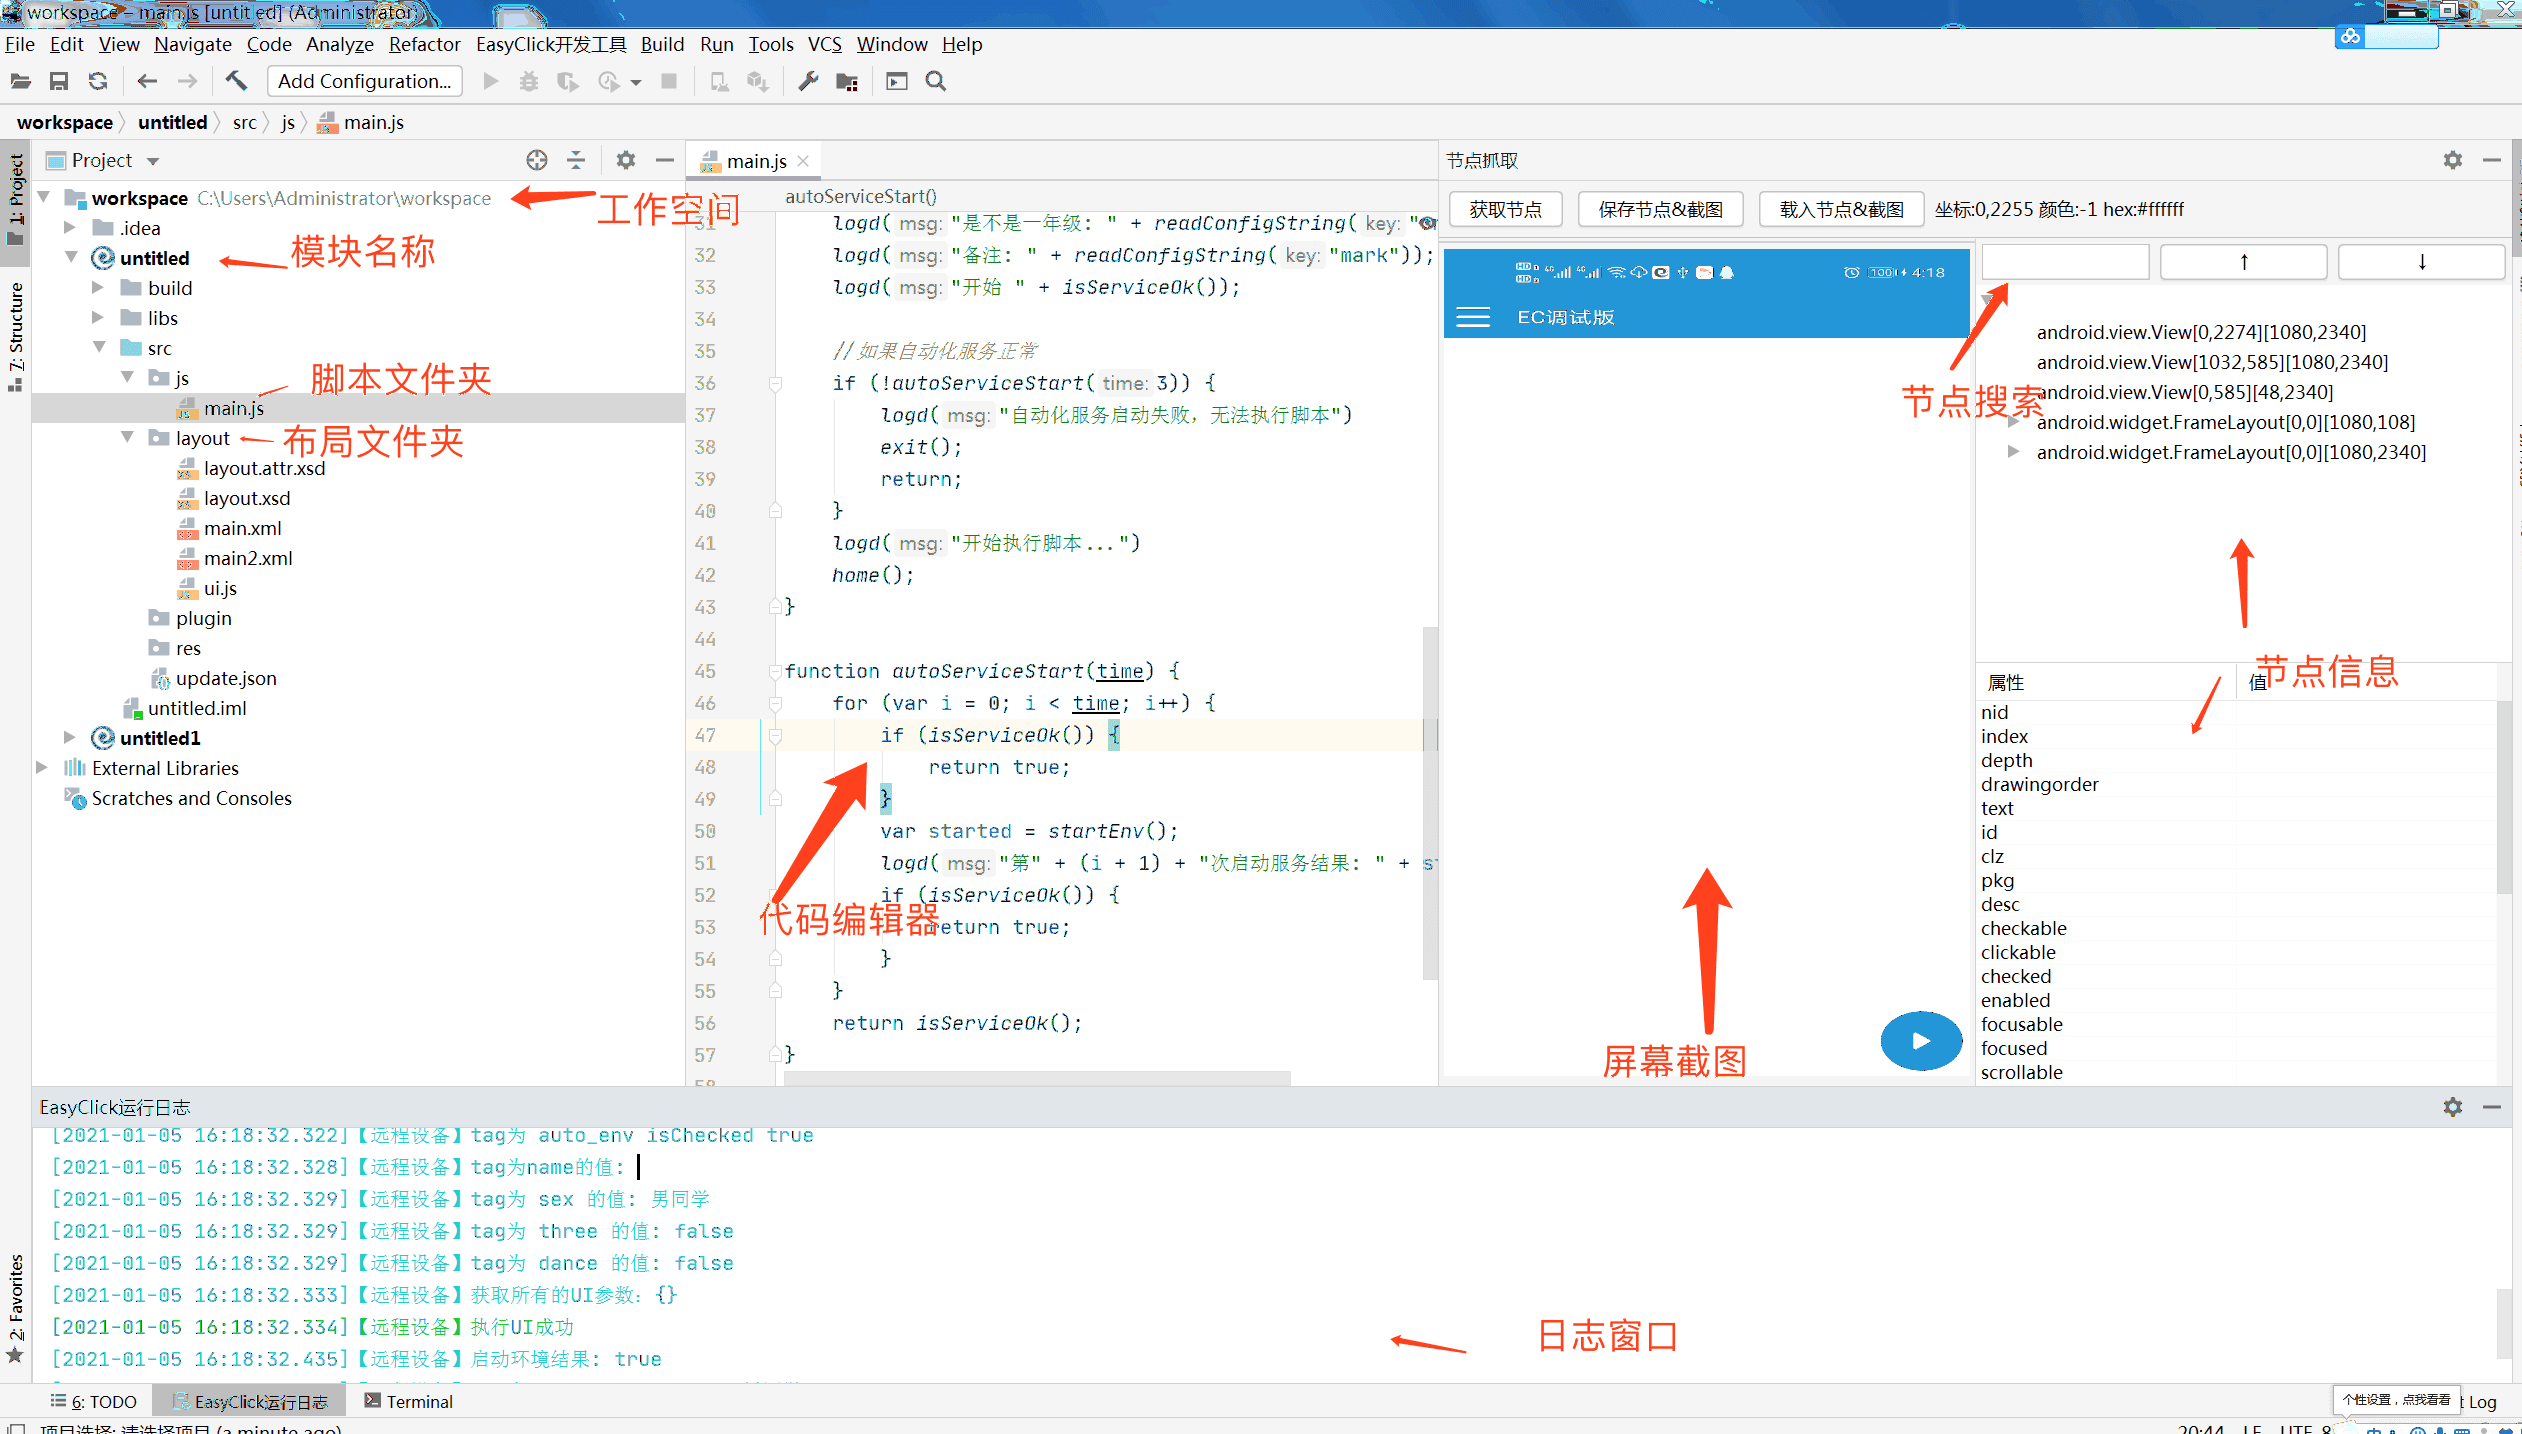 workspace – main.js [untitled] (Administrator)
File Edit View Navigate Code Analyze Refactor EasyClick开发工具 Build Run Tools VCS Window Help
Add Configuration...
workspace untitled src js main.js
1: Project
7: Structure
2: Favorites
Project
workspace C:\Users\Administrator\workspace
工作空间
.idea
untitled
模块名称
build
libs
src
js
脚本文件夹
main.js
layout
布局文件夹
layout.attr.xsd
layout.xsd
main.xml
main2.xml
ui.js
plugin
res
update.json
untitled.iml
untitled1
External Libraries
Scratches and Consoles
main.js
autoServiceStart()
31 logd( msg: "是不是一年级: " + readConfigString( key: "
32 logd( msg: "备注: " + readConfigString( key: "mark"));
33 logd( msg: "开始 " + isServiceOk());
34
35 //如果自动化服务正常
36 if (!autoServiceStart( time: 3)) {
37 logd( msg: "自动化服务启动失败，无法执行脚本")
38 exit();
39 return;
40 }
41 logd( msg: "开始执行脚本...")
42 home();
43 }
44
45 function autoServiceStart(time) {
46 for (var i = 0; i < time; i++) {
47 if (isServiceOk()) {
48 return true;
49 }
50 var started = startEnv();
51 logd( msg: "第" + (i + 1) + "次启动服务结果: " + st
52 if (isServiceOk()) {
53 return true;
54 }
55 }
56 return isServiceOk();
57 }
58
代码编辑器
节点抓取
获取节点 保存节点&截图 载入节点&截图 坐标:0,2255 颜色:-1 hex:#ffffff
↑ ↓
HD 4G 4G 100 4:18
EC调试版
屏幕截图
节点搜索
android.view.View[0,2274][1080,2340]
android.view.View[1032,585][1080,2340]
android.view.View[0,585][48,2340]
android.widget.FrameLayout[0,0][1080,108]
android.widget.FrameLayout[0,0][1080,2340]
节点信息
属性 值
nid
index
depth
drawingorder
text
id
clz
pkg
desc
checkable
clickable
checked
enabled
focusable
focused
scrollable
EasyClick运行日志
[2021-01-05 16:18:32.322]【远程设备】tag为 auto_env isChecked true
[2021-01-05 16:18:32.328]【远程设备】tag为name的值:
[2021-01-05 16:18:32.329]【远程设备】tag为 sex 的值: 男同学
[2021-01-05 16:18:32.329]【远程设备】tag为 three 的值: false
[2021-01-05 16:18:32.329]【远程设备】tag为 dance 的值: false
[2021-01-05 16:18:32.333]【远程设备】获取所有的UI参数: {}
[2021-01-05 16:18:32.334]【远程设备】执行UI成功
[2021-01-05 16:18:32.435]【远程设备】启动环境结果: true
日志窗口
6: TODO EasyClick运行日志 Terminal
个性设置，点我看看
t Log
项目选择: 请选择项目 (a minute ago)
20:44 LF UTF-8